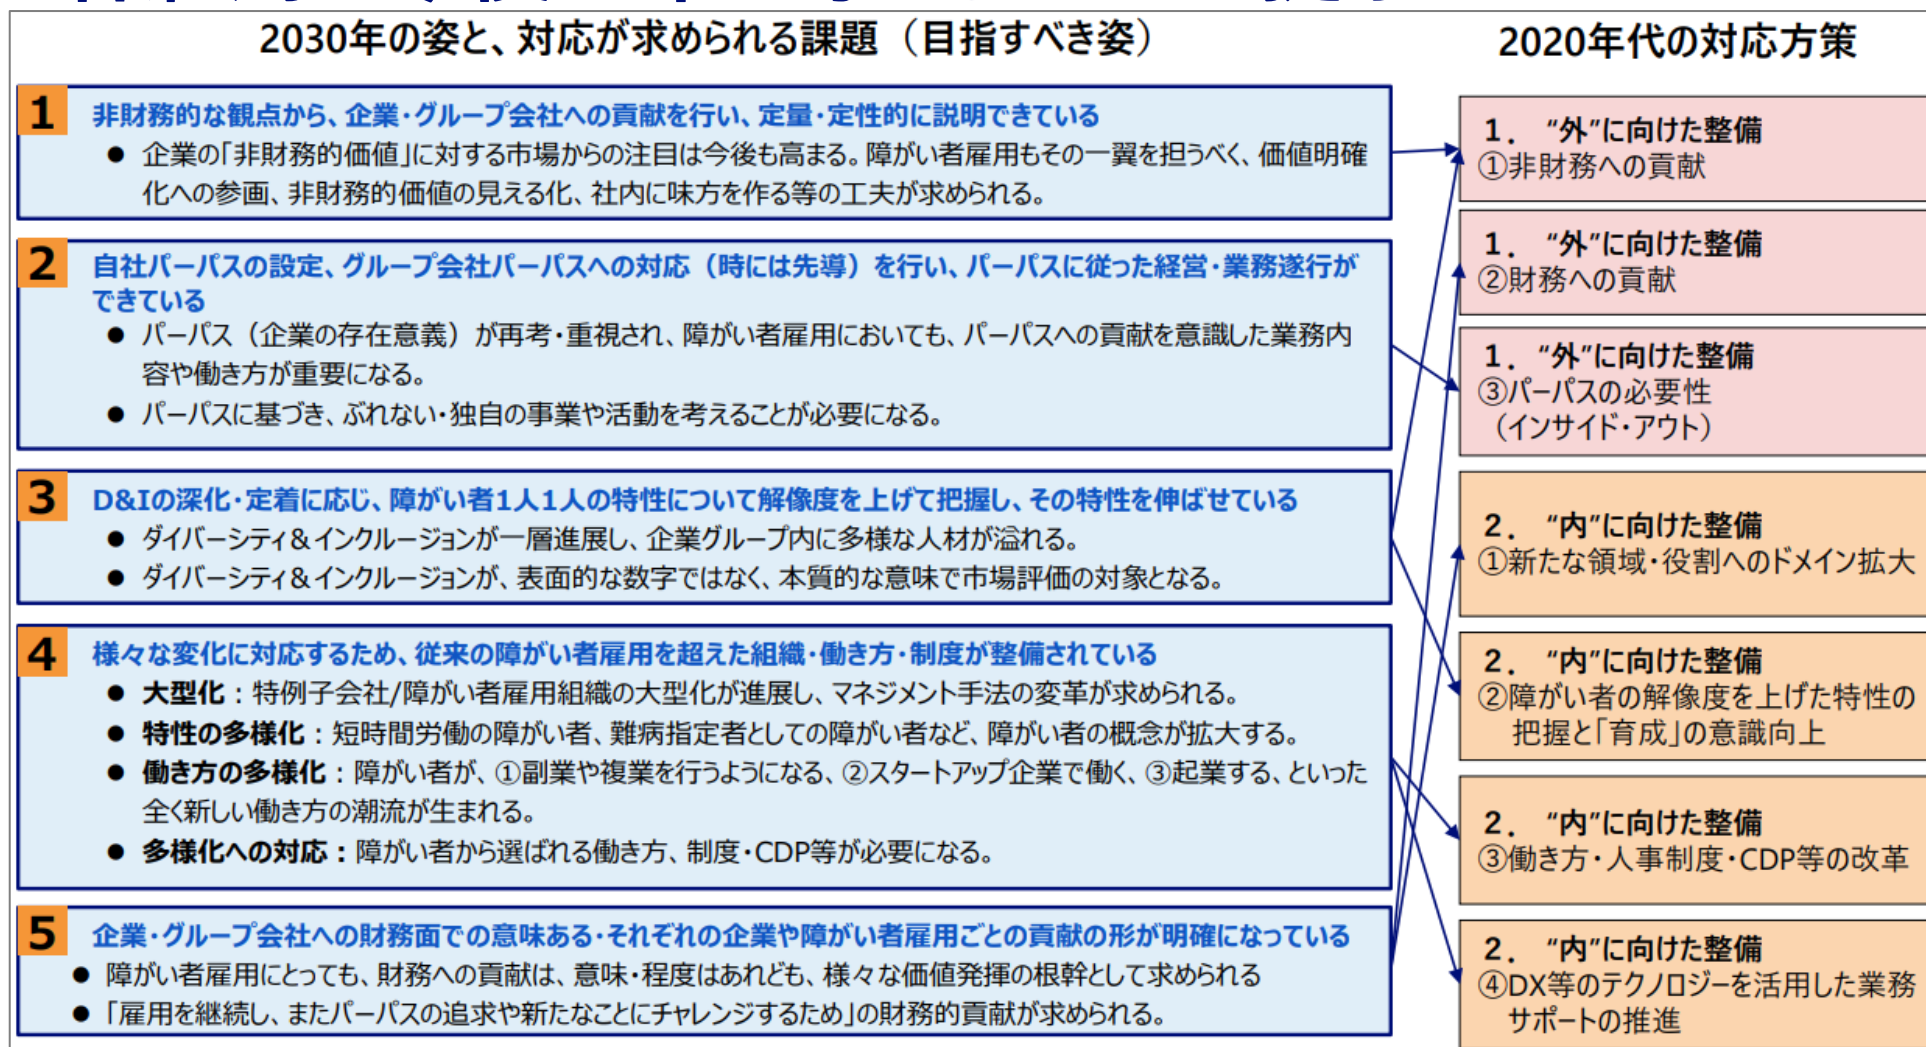 2030年の姿と、対応が求められる課題（目指すべき姿）
1
非財務的な観点から、企業・グループ会社への貢献を行い、定量・定性的に説明できている
● 企業の「非財務的価値」に対する市場からの注目は今後も高まる。障がい者雇用もその一翼を担うべく、価値明確
化への参画、非財務的価値の見える化、社内に味方を作る等の工夫が求められる。
2
自社パーパスの設定、グループ会社パーパスへの対応（時には先導）を行い、パーパスに従った経営・業務遂行が
できている
● パーパス（企業の存在意義）が再考・重視され、障がい者雇用においても、パーパスへの貢献を意識した業務内
容や働き方が重要になる。
● パーパスに基づき、ぶれない・独自の事業や活動を考えることが必要になる。
3
D&Iの深化・定着に応じ、障がい者1人1人の特性について解像度を上げて把握し、その特性を伸ばせている
● ダイバーシティ＆インクルージョンが一層進展し、企業グループ内に多様な人材が溢れる。
● ダイバーシティ＆インクルージョンが、表面的な数字ではなく、本質的な意味で市場評価の対象となる。
4
様々な変化に対応するため、従来の障がい者雇用を超えた組織・働き方・制度が整備されている
● 大型化：特例子会社/障がい者雇用組織の大型化が進展し、マネジメント手法の変革が求められる。
● 特性の多様化：短時間労働の障がい者、難病指定者としての障がい者など、障がい者の概念が拡大する。
● 働き方の多様化：障がい者が、①副業や複業を行うようになる、②スタートアップ企業で働く、③起業する、といった
全く新しい働き方の潮流が生まれる。
● 多様化への対応：障がい者から選ばれる働き方、制度・CDP等が必要になる。
5
企業・グループ会社への財務面での意味ある・それぞれの企業や障がい者雇用ごとの貢献の形が明確になっている
● 障がい者雇用にとっても、財務への貢献は、意味・程度はあれども、様々な価値発揮の根幹として求められる
● 「雇用を継続し、またパーパスの追求や新たなことにチャレンジするため」の財務的貢献が求められる。
2020年代の対応方策
1． “外”に向けた整備
①非財務への貢献
1． “外”に向けた整備
②財務への貢献
1． “外”に向けた整備
③パーパスの必要性
（インサイド・アウト）
2． “内”に向けた整備
①新たな領域・役割へのドメイン拡大
2． “内”に向けた整備
②障がい者の解像度を上げた特性の
把握と「育成」の意識向上
2． “内”に向けた整備
③働き方・人事制度・CDP等の改革
2． “内”に向けた整備
④DX等のテクノロジーを活用した業務
サポートの推進